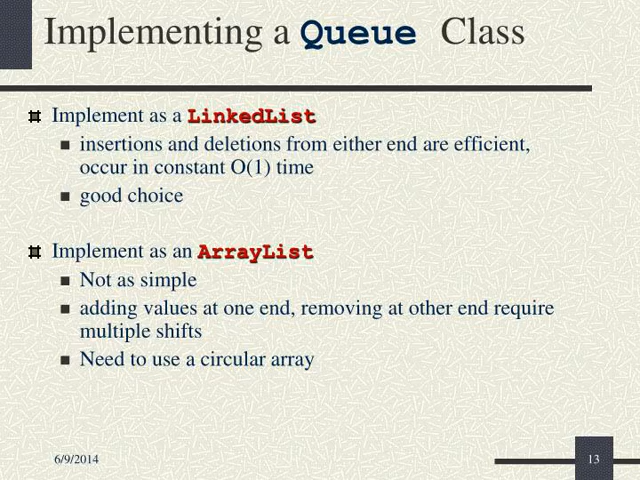 Implementing a Queue Class
Implement as a LinkedList
insertions and deletions from either end are efficient,
occur in constant O(1) time
good choice
Implement as an ArrayList
Not as simple
adding values at one end, removing at other end require
multiple shifts
Need to use a circular array
6/9/2014
13